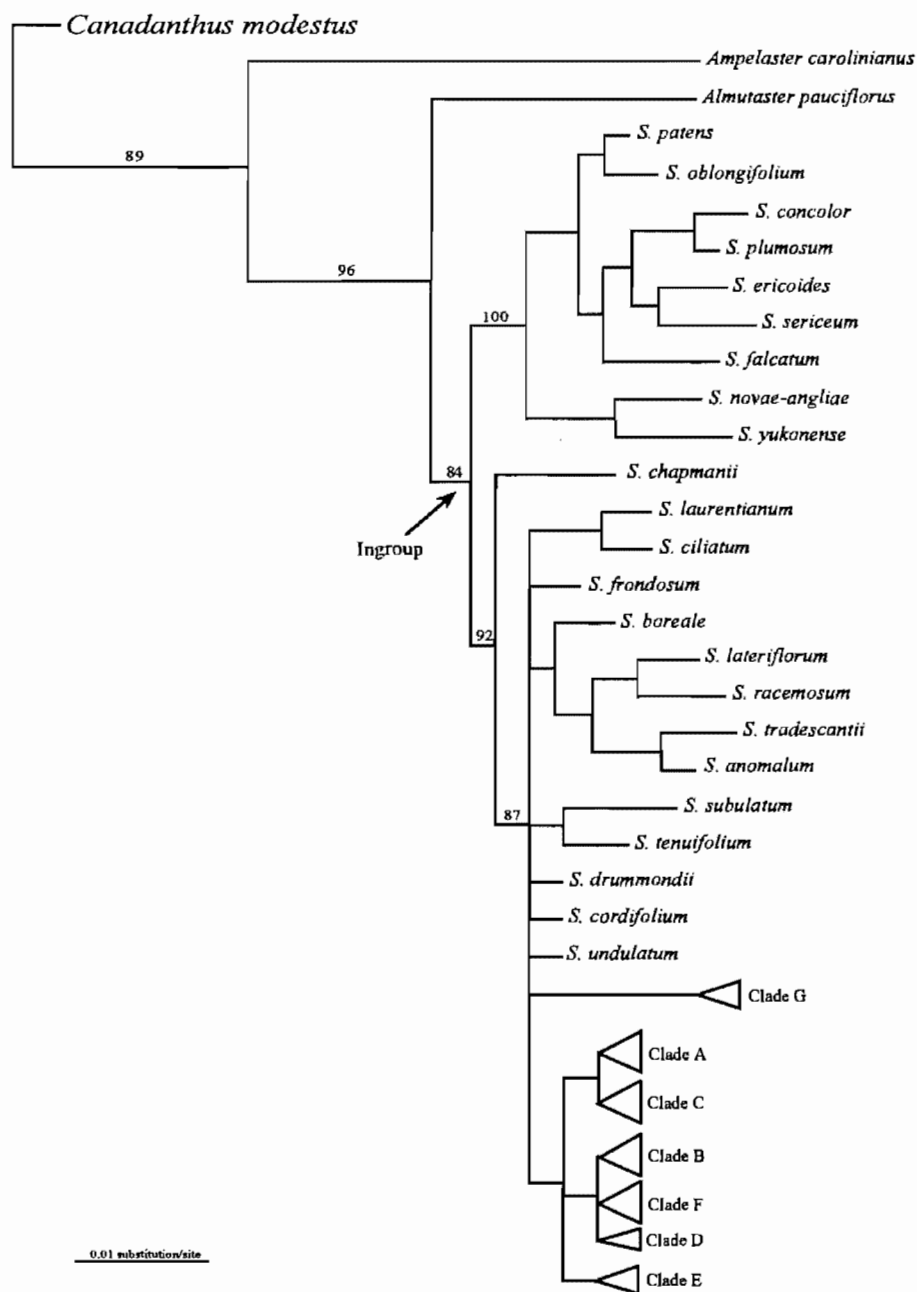 Canadanthus modestus
Ampelaster carolinianus
Almutaster pauciflorus
S. patens
89
S. oblongifolium
S. concolor
S. plumosum
96
S. ericoides
100
S. sericeum
S. falcatum
S. novae-angliae
S. yukonense
84
S. chapmanii
S. laurentianum
Ingroup
S. ciliatum
S. frondosum
S. boreale
92
S. lateriflorum
S. racemosum
S. tradescantii
S. anomalum
S. subulatum
87
S. tenuifolium
S. drummondii
S. cordifolium
S. undulatum
Clade G
Clade A
Clade C
Clade B
Clade F
Clade D
0.01 substitution/site
Clade E